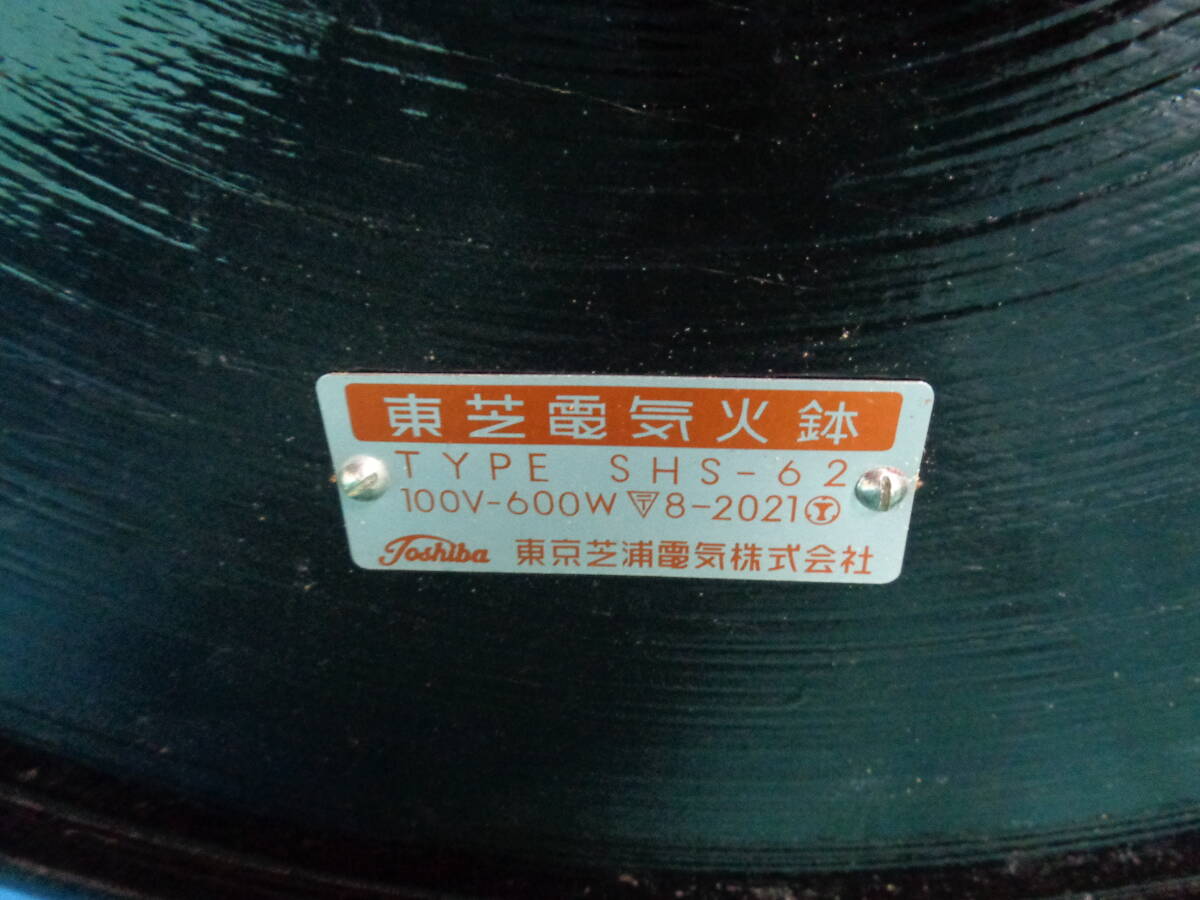 東芝電気火鉢
TYPE SHS-62
100V-600W 〒 8-2021 T
Toshiba 東京芝浦電気株式会社